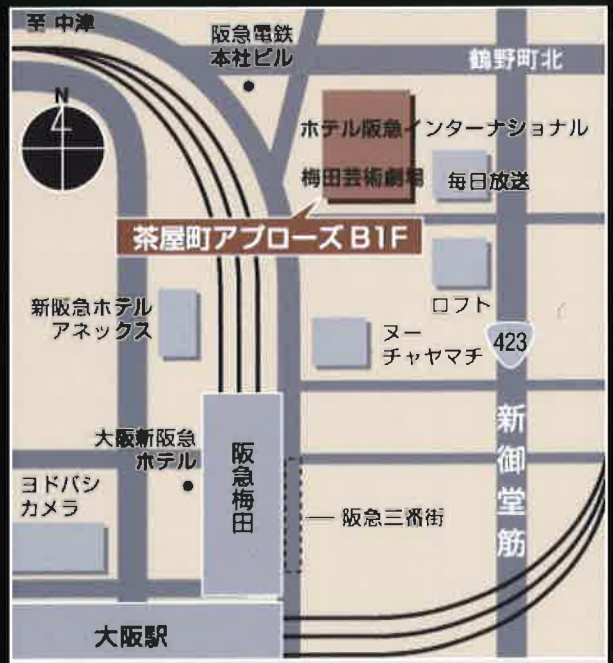 至 中津
阪急電鉄
本社ビル
鶴野町北
N
ホテル阪急インターナショナル
梅田芸術劇場
毎日放送
茶屋町アプローズ B1F
新阪急ホテル
アネックス
ロフト
ヌー
チャヤマチ
423
新御堂筋
大阪新阪急
ホテル
阪急梅田
ヨドバシ
カメラ
阪急三番街
大阪駅